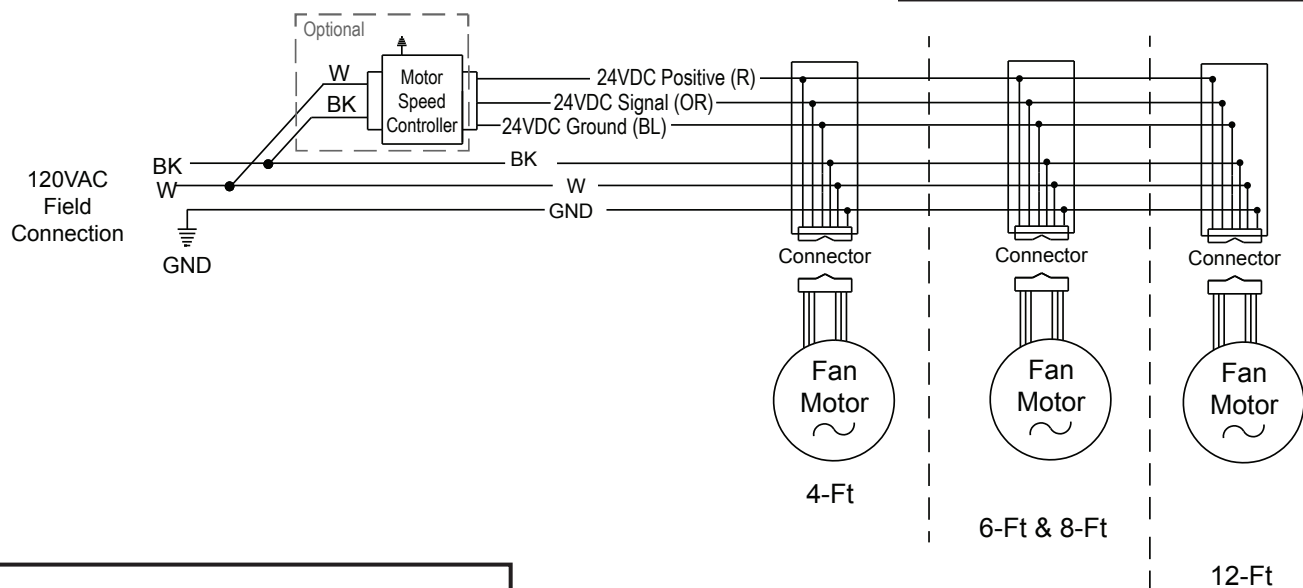 Optional
W
BK
Motor
Speed
Controller
24VDC Positive (R)
24VDC Signal (OR)
24VDC Ground (BL)
120VAC
Field
Connection
BK
W
GND
BK
W
GND
Connector
Connector
Connector
Fan
Motor
Fan
Motor
Fan
Motor
4-Ft
6-Ft & 8-Ft
12-Ft